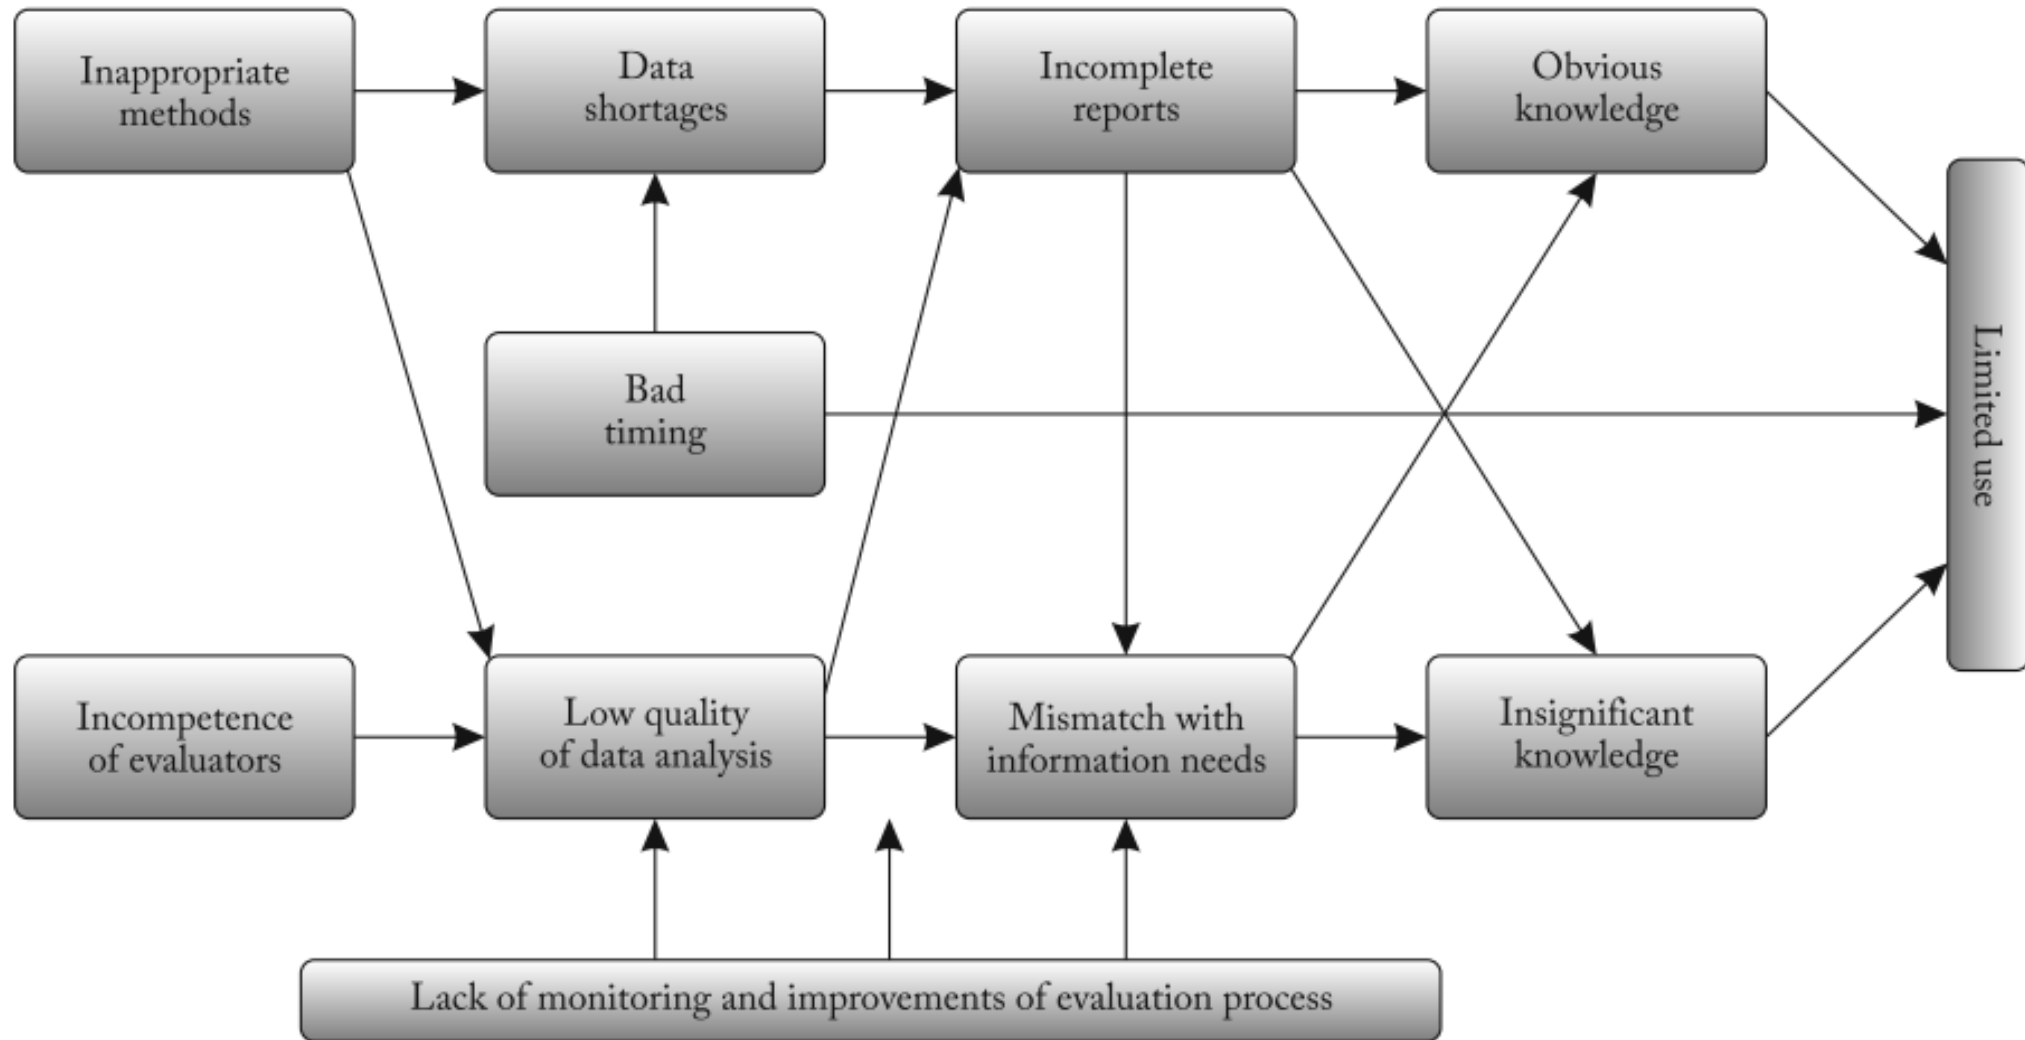 Inappropriate
methods
Data
shortages
Incomplete
reports
Obvious
knowledge
Bad
timing
Limited use
Incompetence
of evaluators
Low quality
of data analysis
Mismatch with
information needs
Insignificant
knowledge
Lack of monitoring and improvements of evaluation process